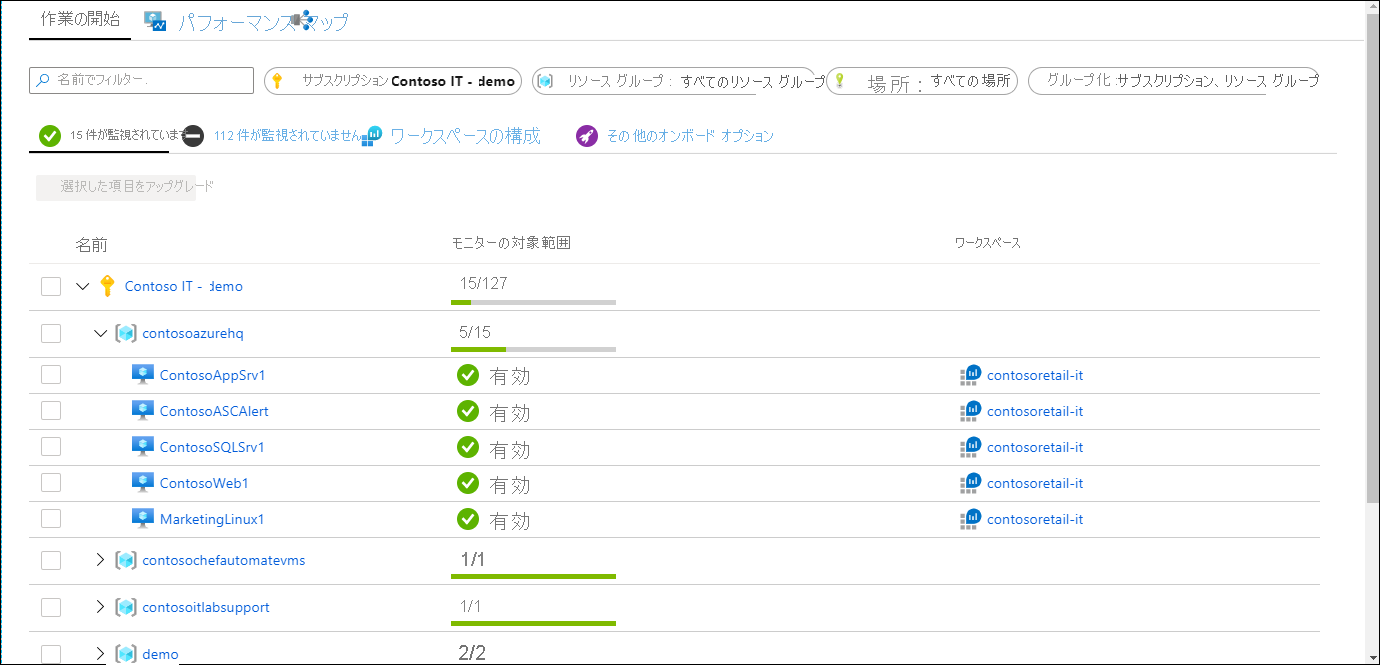 作業の開始 パフォーマンス マップ
名前でフィルター. サブスクリプション Contoso IT - demo リソース グループ : すべてのリソース グループ 場所 : すべての場所 グループ化 : サブスクリプション、リソース グループ
15 件が監視されています 112 件が監視されていません ワークスペースの構成 その他のオンボード オプション
選択した項目をアップグレード
名前 モニターの対象範囲 ワークスペース
Contoso IT - demo 15/127
contosoazurehq 5/15
ContosoAppSrv1 有効 contosoretail-it
ContosoASCAlert 有効 contosoretail-it
ContosoSQLSrv1 有効 contosoretail-it
ContosoWeb1 有効 contosoretail-it
MarketingLinux1 有効 contosoretail-it
contosochefautomatevms 1/1
contosoitlabsupport 1/1
demo 2/2